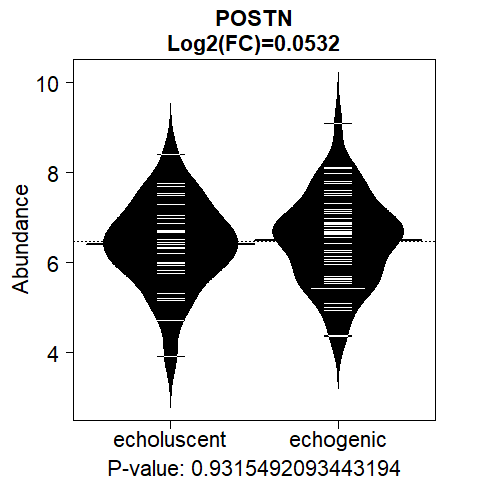 POSTN
Log2(FC)=0.0532
Abundance
10
8
6
4
echoluscent echogenic
P-value: 0.9315492093443194